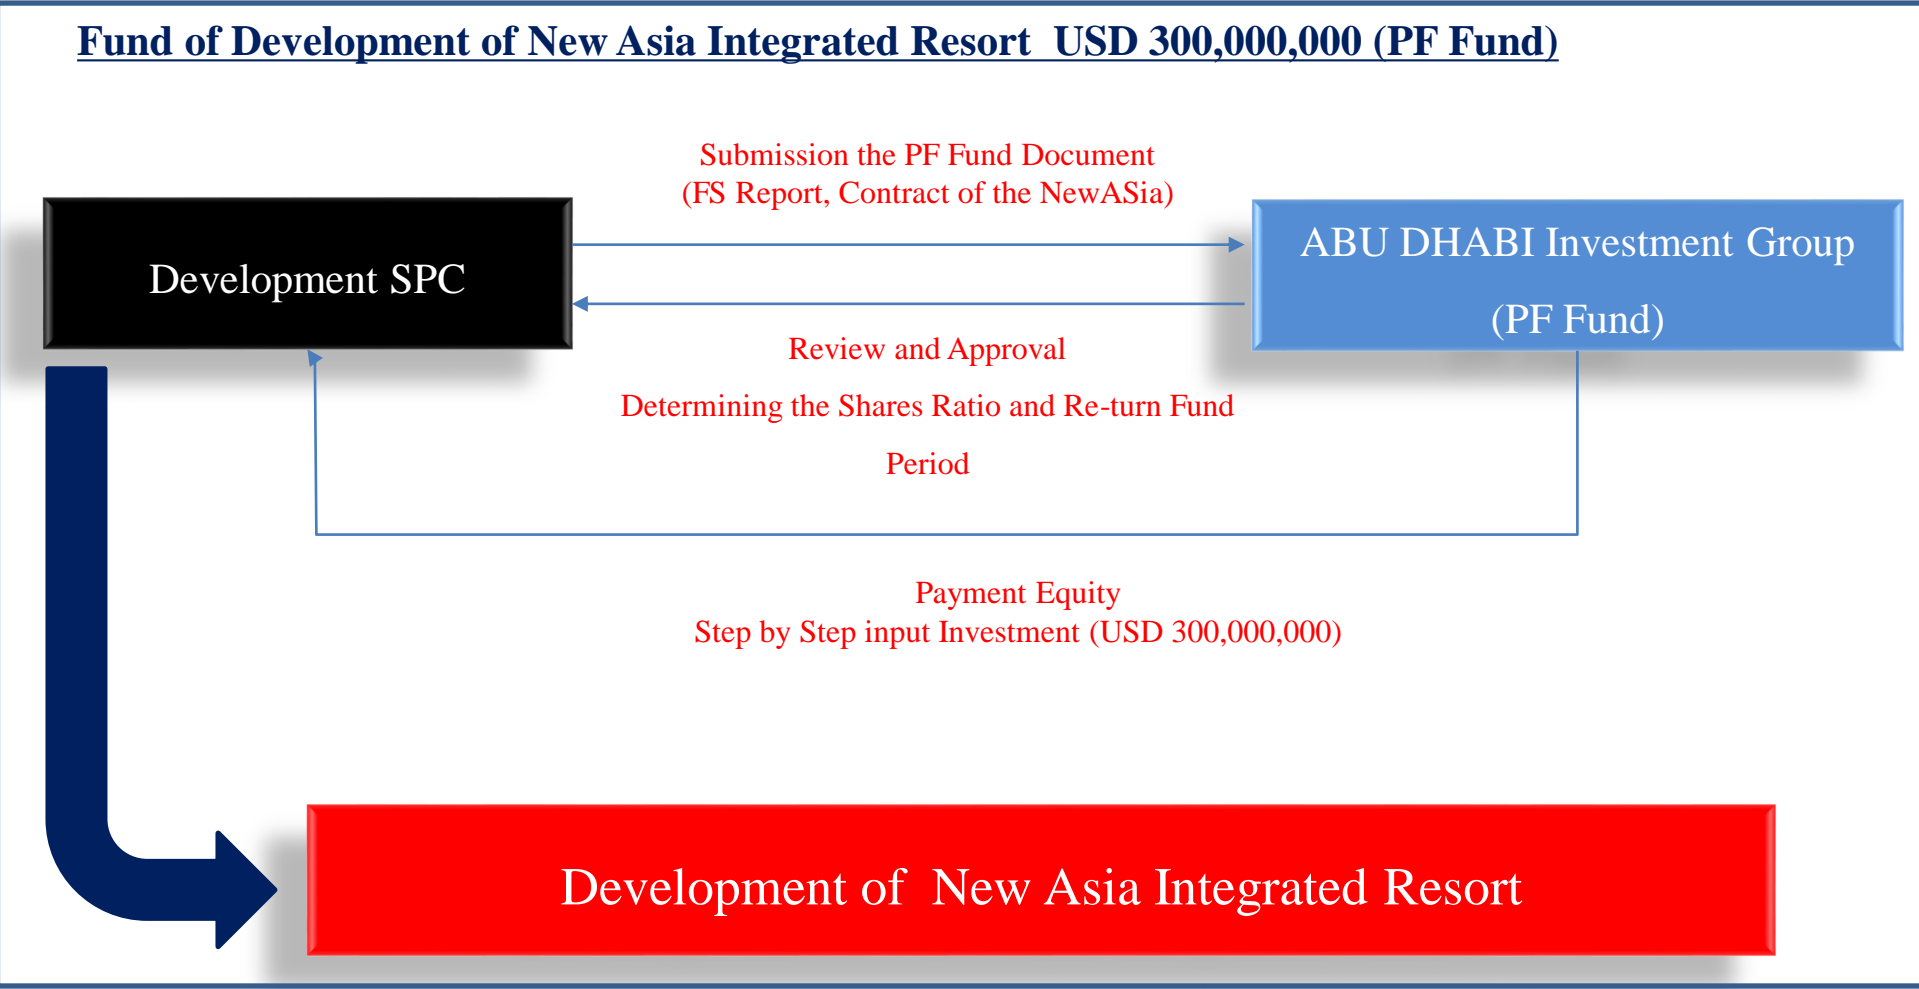 Fund of Development of New Asia Integrated Resort USD 300,000,000 (PF Fund)
Submission the PF Fund Document
(FS Report, Contract of the NewASia)
Development SPC
ABU DHABI Investment Group
(PF Fund)
Review and Approval
Determining the Shares Ratio and Re-turn Fund
Period
Payment Equity
Step by Step input Investment (USD 300,000,000)
Development of New Asia Integrated Resort